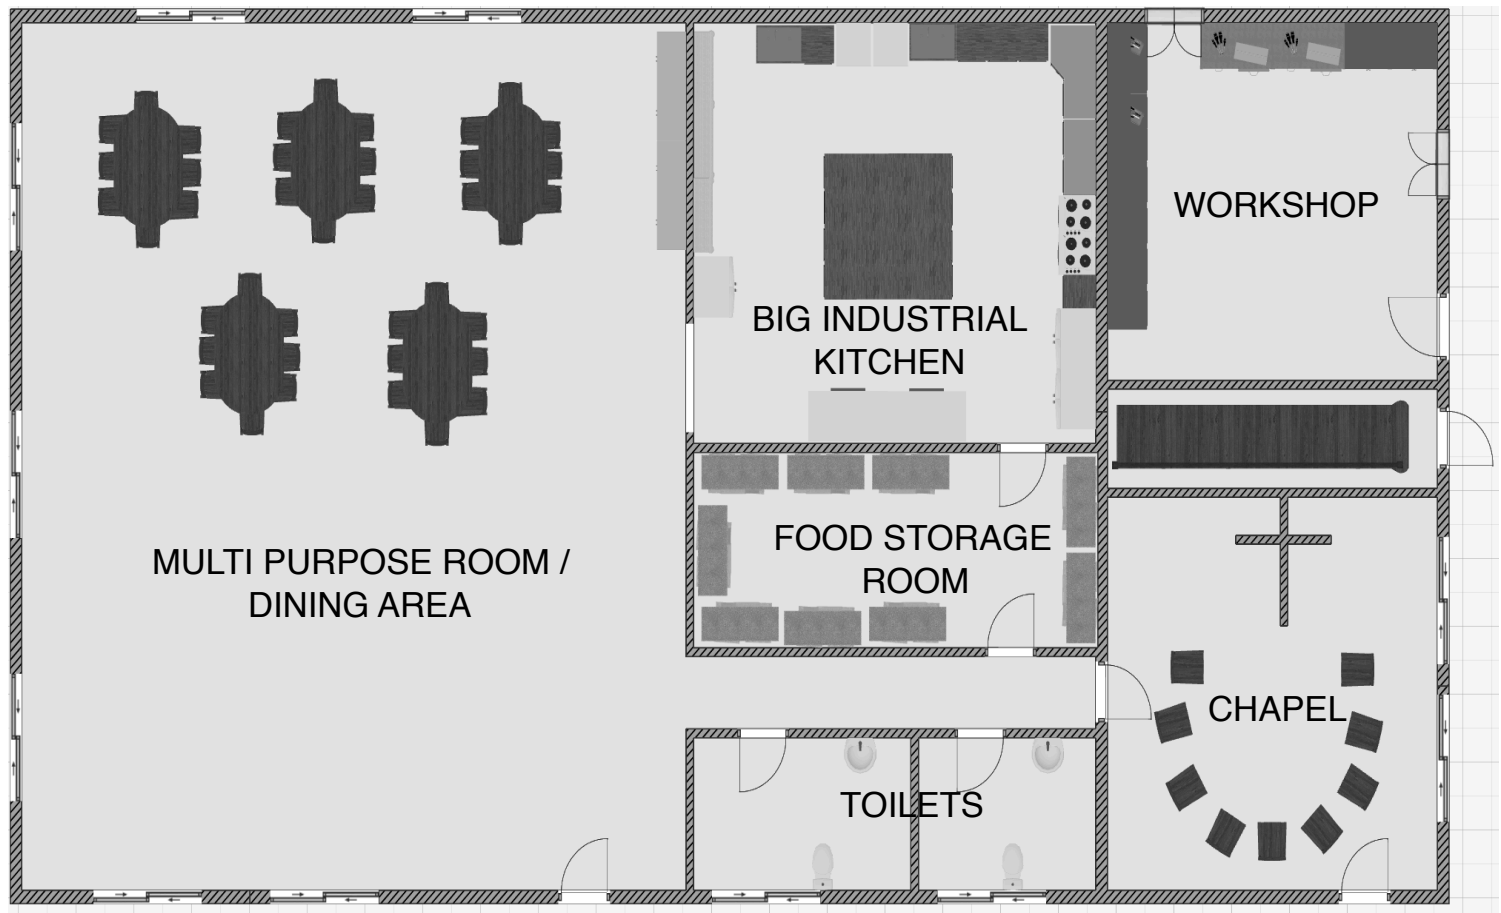 WORKSHOP
BIG INDUSTRIAL
KITCHEN
FOOD STORAGE
ROOM
MULTI PURPOSE ROOM /
DINING AREA
CHAPEL
TOILETS